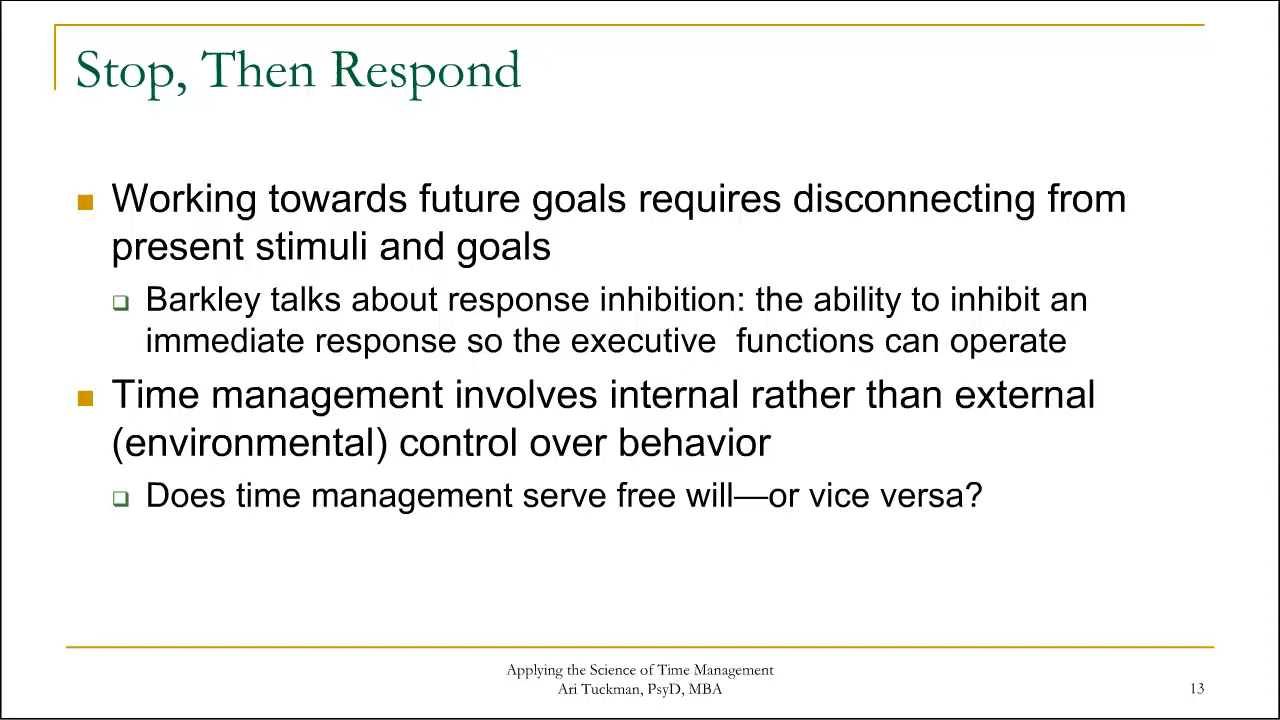 Stop, Then Respond
Working towards future goals requires disconnecting from
present stimuli and goals
Barkley talks about response inhibition: the ability to inhibit an
immediate response so the executive  functions can operate
Time management involves internal rather than external
(environmental) control over behavior
Does time management serve free will—or vice versa?
Applying the Science of Time Management
Ari Tuckman, PsyD, MBA
13